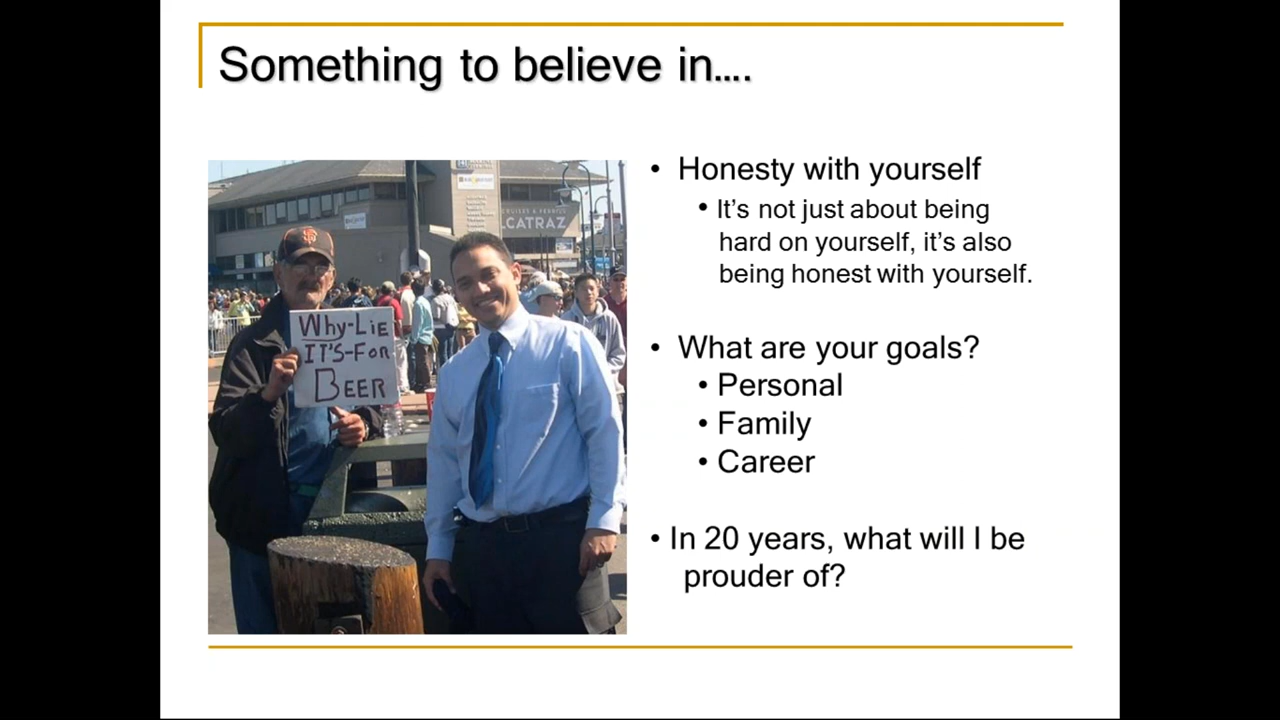 Something to believe in....
CATRAZ
Why-Lie
IT'S-For
BEER
• Honesty with yourself
• It's not just about being
hard on yourself, it's also
being honest with yourself.
• What are your goals?
• Personal
• Family
• Career
• In 20 years, what will I be
prouder of?